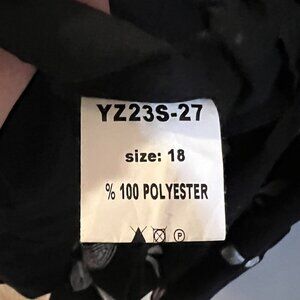 YZ23S-27
size: 18
% 100 POLYESTER
P